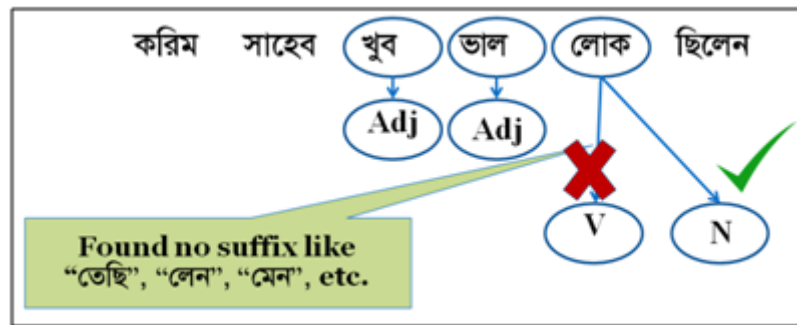 করিম সাহেব খুব ভাল লোক ছিলেন
Adj Adj
V N
Found no suffix like
“তেছি”, “লেন”, “মেন”, etc.